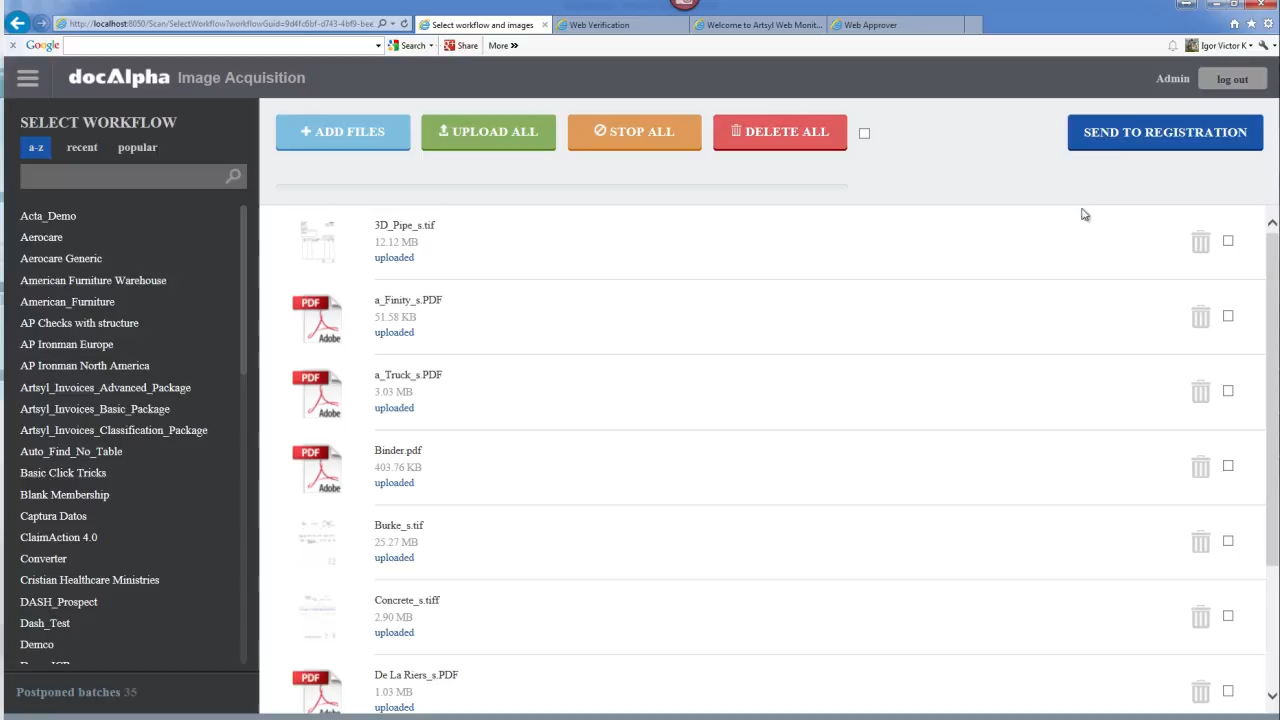 http://localhost:8050/Scan/SelectWorkflow?workflowGuid=9d4fc6bf-d743-4bf9-bee
Select workflow and images
Web Verification
Welcome to Artsyl Web Monit...
Web Approver
Google
Search
Share
More »
Igor Victor K
docAlpha Image Acquisition
Admin
log out
SELECT WORKFLOW
a-z recent popular
+ ADD FILES
UPLOAD ALL
STOP ALL
DELETE ALL
SEND TO REGISTRATION
Acta_Demo
Aerocare
Aerocare Generic
American Furniture Warehouse
American_Furniture
AP Checks with structure
AP Ironman Europe
AP Ironman North America
Artsyl_Invoices_Advanced_Package
Artsyl_Invoices_Basic_Package
Artsyl_Invoices_Classification_Package
Auto_Find_No_Table
Basic Click Tricks
Blank Membership
Captura Datos
ClaimAction 4.0
Converter
Cristian Healthcare Ministries
DASH_Prospect
Dash_Test
Demco
Postponed batches 35
3D_Pipe_s.tif
12.12 MB
uploaded
PDF
Adobe
a_Finity_s.PDF
51.58 KB
uploaded
PDF
Adobe
a_Truck_s.PDF
3.03 MB
uploaded
PDF
Adobe
Binder.pdf
403.76 KB
uploaded
Burke_s.tif
25.27 MB
uploaded
Concrete_s.tiff
2.90 MB
uploaded
PDF
Adobe
De La Riers_s.PDF
1.03 MB
uploaded